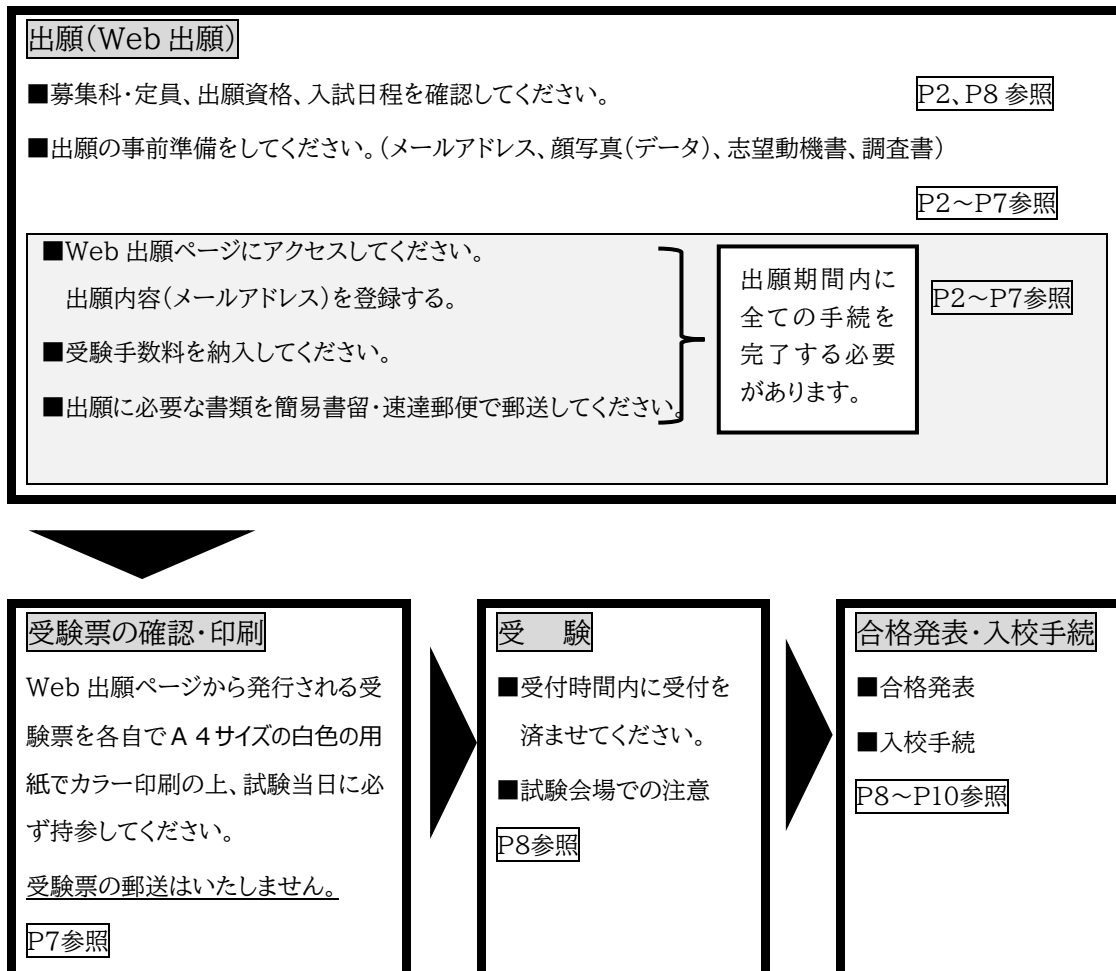 出願(Web 出願)
■募集科・定員、出願資格、入試日程を確認してください。 P2、P8 参照
■出願の事前準備をしてください。(メールアドレス、顔写真(データ)、志望動機書、調査書)
P2～P7参照
■Web 出願ページにアクセスしてください。
出願内容(メールアドレス)を登録する。
■受験手数料を納入してください。
■出願に必要な書類を簡易書留・速達郵便で郵送してください。
出願期間内に
全ての手続を
完了する必要
があります。
P2～P7参照
受験票の確認・印刷
Web 出願ページから発行される受
験票を各自でA４サイズの白色の用
紙でカラー印刷の上、試験当日に必
ず持参してください。
受験票の郵送はいたしません。
P7参照
受　験
■受付時間内に受付を
済ませてください。
■試験会場での注意
P8参照
合格発表・入校手続
■合格発表
■入校手続
P8～P10参照